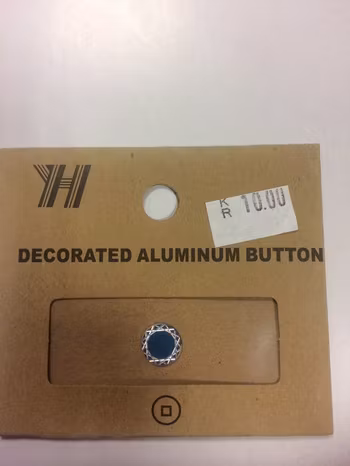 YH
KR 10.00
DECORATED ALUMINUM BUTTON